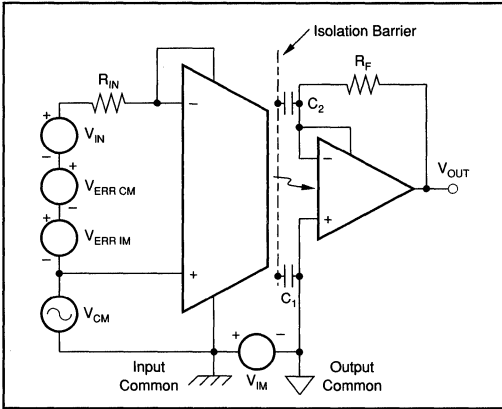 Isolation Barrier
R_IN
R_F
C_2
V_IN
V_ERR CM
V_ERR IM
V_CM
V_OUT
C_1
Input Common
V_IM
Output Common
+
−
+
−
+
−
−
+
−
+
+
−